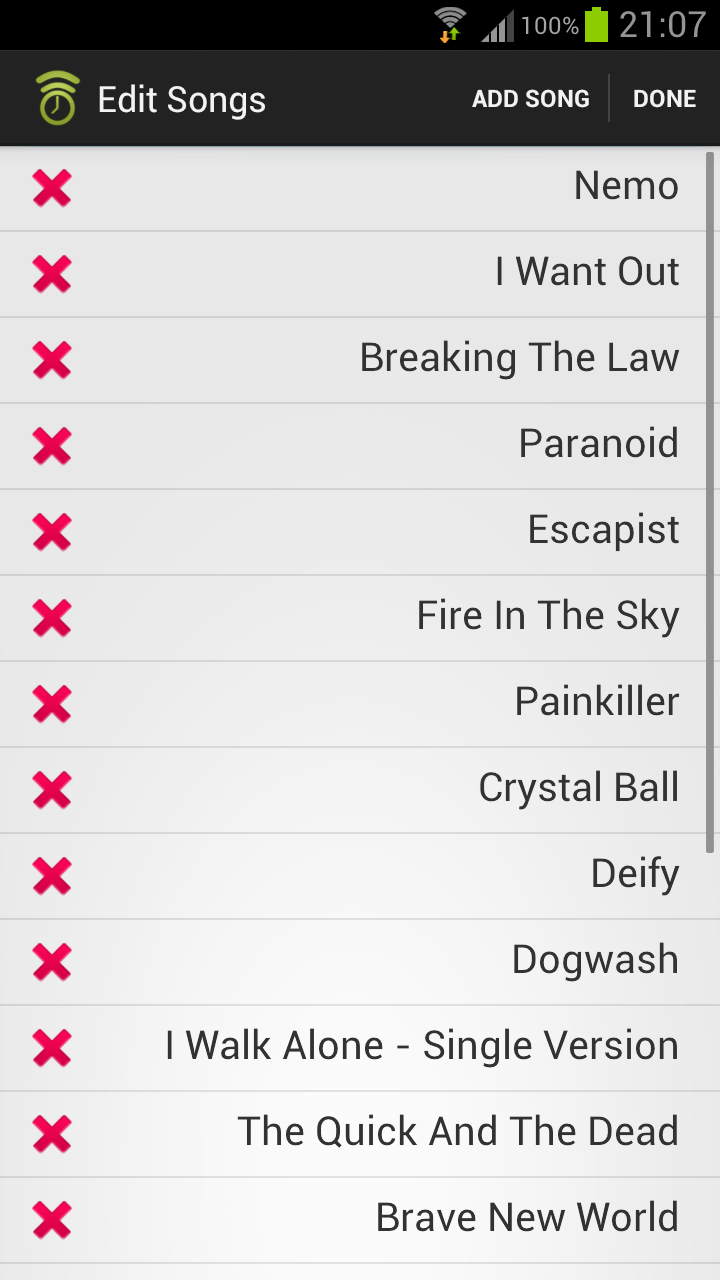 100% 21:07
Edit Songs ADD SONG DONE
Nemo
I Want Out
Breaking The Law
Paranoid
Escapist
Fire In The Sky
Painkiller
Crystal Ball
Deify
Dogwash
I Walk Alone - Single Version
The Quick And The Dead
Brave New World